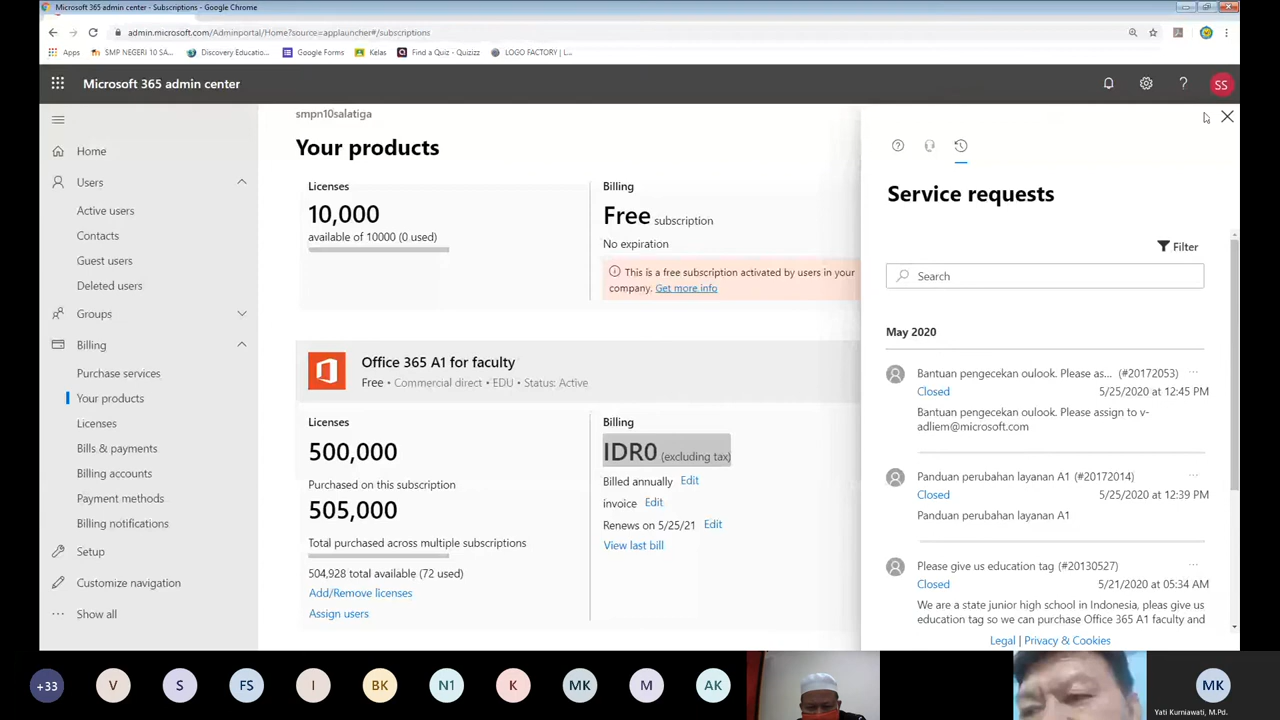 Microsoft 365 admin center - Subscriptions - Google Chrome
admin.microsoft.com/Adminportal/Home?source=applauncher#/subscriptions
Apps
SMP NEGERI 10 SA...
Discovery Educatio...
Google Forms
Kelas
Find a Quiz - Quizizz
LOGO FACTORY ( L...
Microsoft 365 admin center
SS
Home
Users
Active users
Contacts
Guest users
Deleted users
Groups
Billing
Purchase services
Your products
Licenses
Bills & payments
Billing accounts
Payment methods
Billing notifications
Setup
Customize navigation
Show all
smpn10salatiga
Your products
Licenses
10,000
available of 10000 (0 used)
Billing
Free subscription
No expiration
This is a free subscription activated by users in your
company. Get more info
Office 365 A1 for faculty
Free • Commercial direct • EDU • Status: Active
Licenses
500,000
Purchased on this subscription
505,000
Total purchased across multiple subscriptions
504,928 total available (72 used)
Add/Remove licenses
Assign users
Billing
IDR0 (excluding tax)
Billed annually Edit
invoice Edit
Renews on 5/25/21 Edit
View last bill
Service requests
Filter
Search
May 2020
Bantuan pengecekan oulook. Please as... (#20172053) ...
Closed 5/25/2020 at 12:45 PM
Bantuan pengecekan oulook. Please assign to v-
adliem@microsoft.com
Panduan perubahan layanan A1 (#20172014) ...
Closed 5/25/2020 at 12:39 PM
Panduan perubahan layanan A1
Please give us education tag (#20130527) ...
Closed 5/21/2020 at 05:34 AM
We are a state junior high school in Indonesia, pleas give us
education tag so we can purchase Office 365 A1 faculty and
Legal | Privacy & Cookies
+33
V
S
FS
I
BK
N1
K
MK
M
AK
MK
Yati Kurniawati, M.Pd.